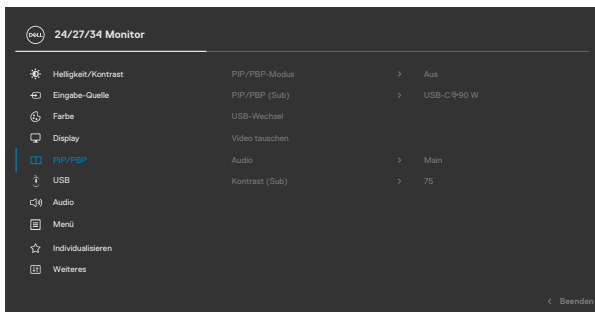 DELL 24/27/34 Monitor
Helligkeit/Kontrast PIP/PBP-Modus > Aus
Eingabe-Quelle PIP/PBP (Sub) > USB-C 90 W
Farbe USB-Wechsel
Display Video tauschen
PIP/PBP Audio > Main
USB Kontrast (Sub) > 75
Audio
Menü
Individualisieren
Weiteres
< Beenden